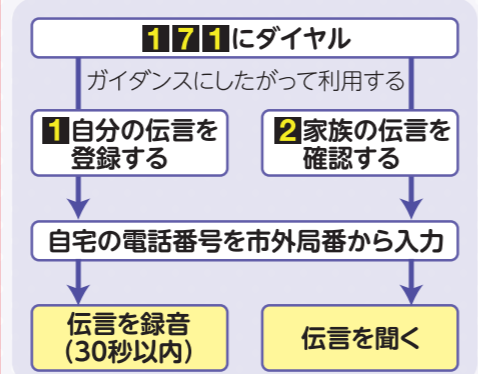 171にダイヤル
ガイダンスにしたがって利用する
1自分の伝言を
登録する
2家族の伝言を
確認する
自宅の電話番号を市外局番から入力
伝言を録音
(30秒以内)
伝言を聞く